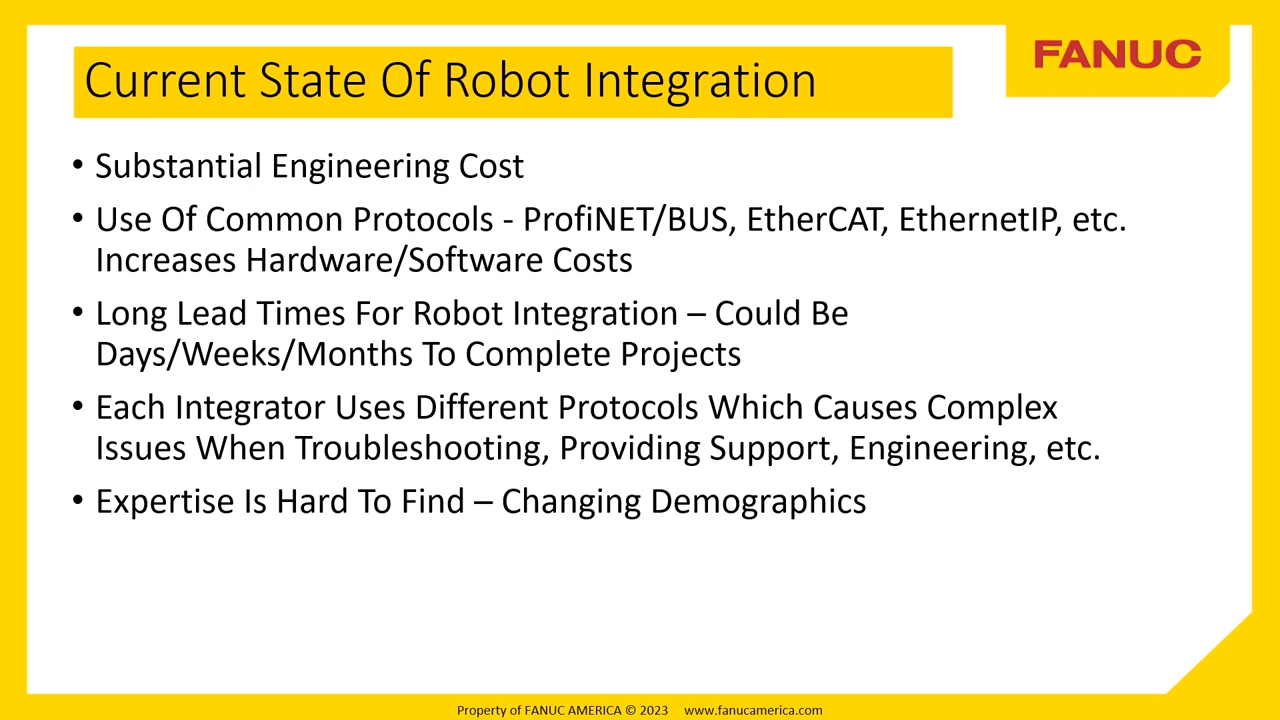 FANUC
Current State Of Robot Integration
• Substantial Engineering Cost
• Use Of Common Protocols - ProfiNET/BUS, EtherCAT, EthernetIP, etc.
Increases Hardware/Software Costs
• Long Lead Times For Robot Integration – Could Be
Days/Weeks/Months To Complete Projects
• Each Integrator Uses Different Protocols Which Causes Complex
Issues When Troubleshooting, Providing Support, Engineering, etc.
• Expertise Is Hard To Find – Changing Demographics
Property of FANUC AMERICA © 2023 www.fanucamerica.com